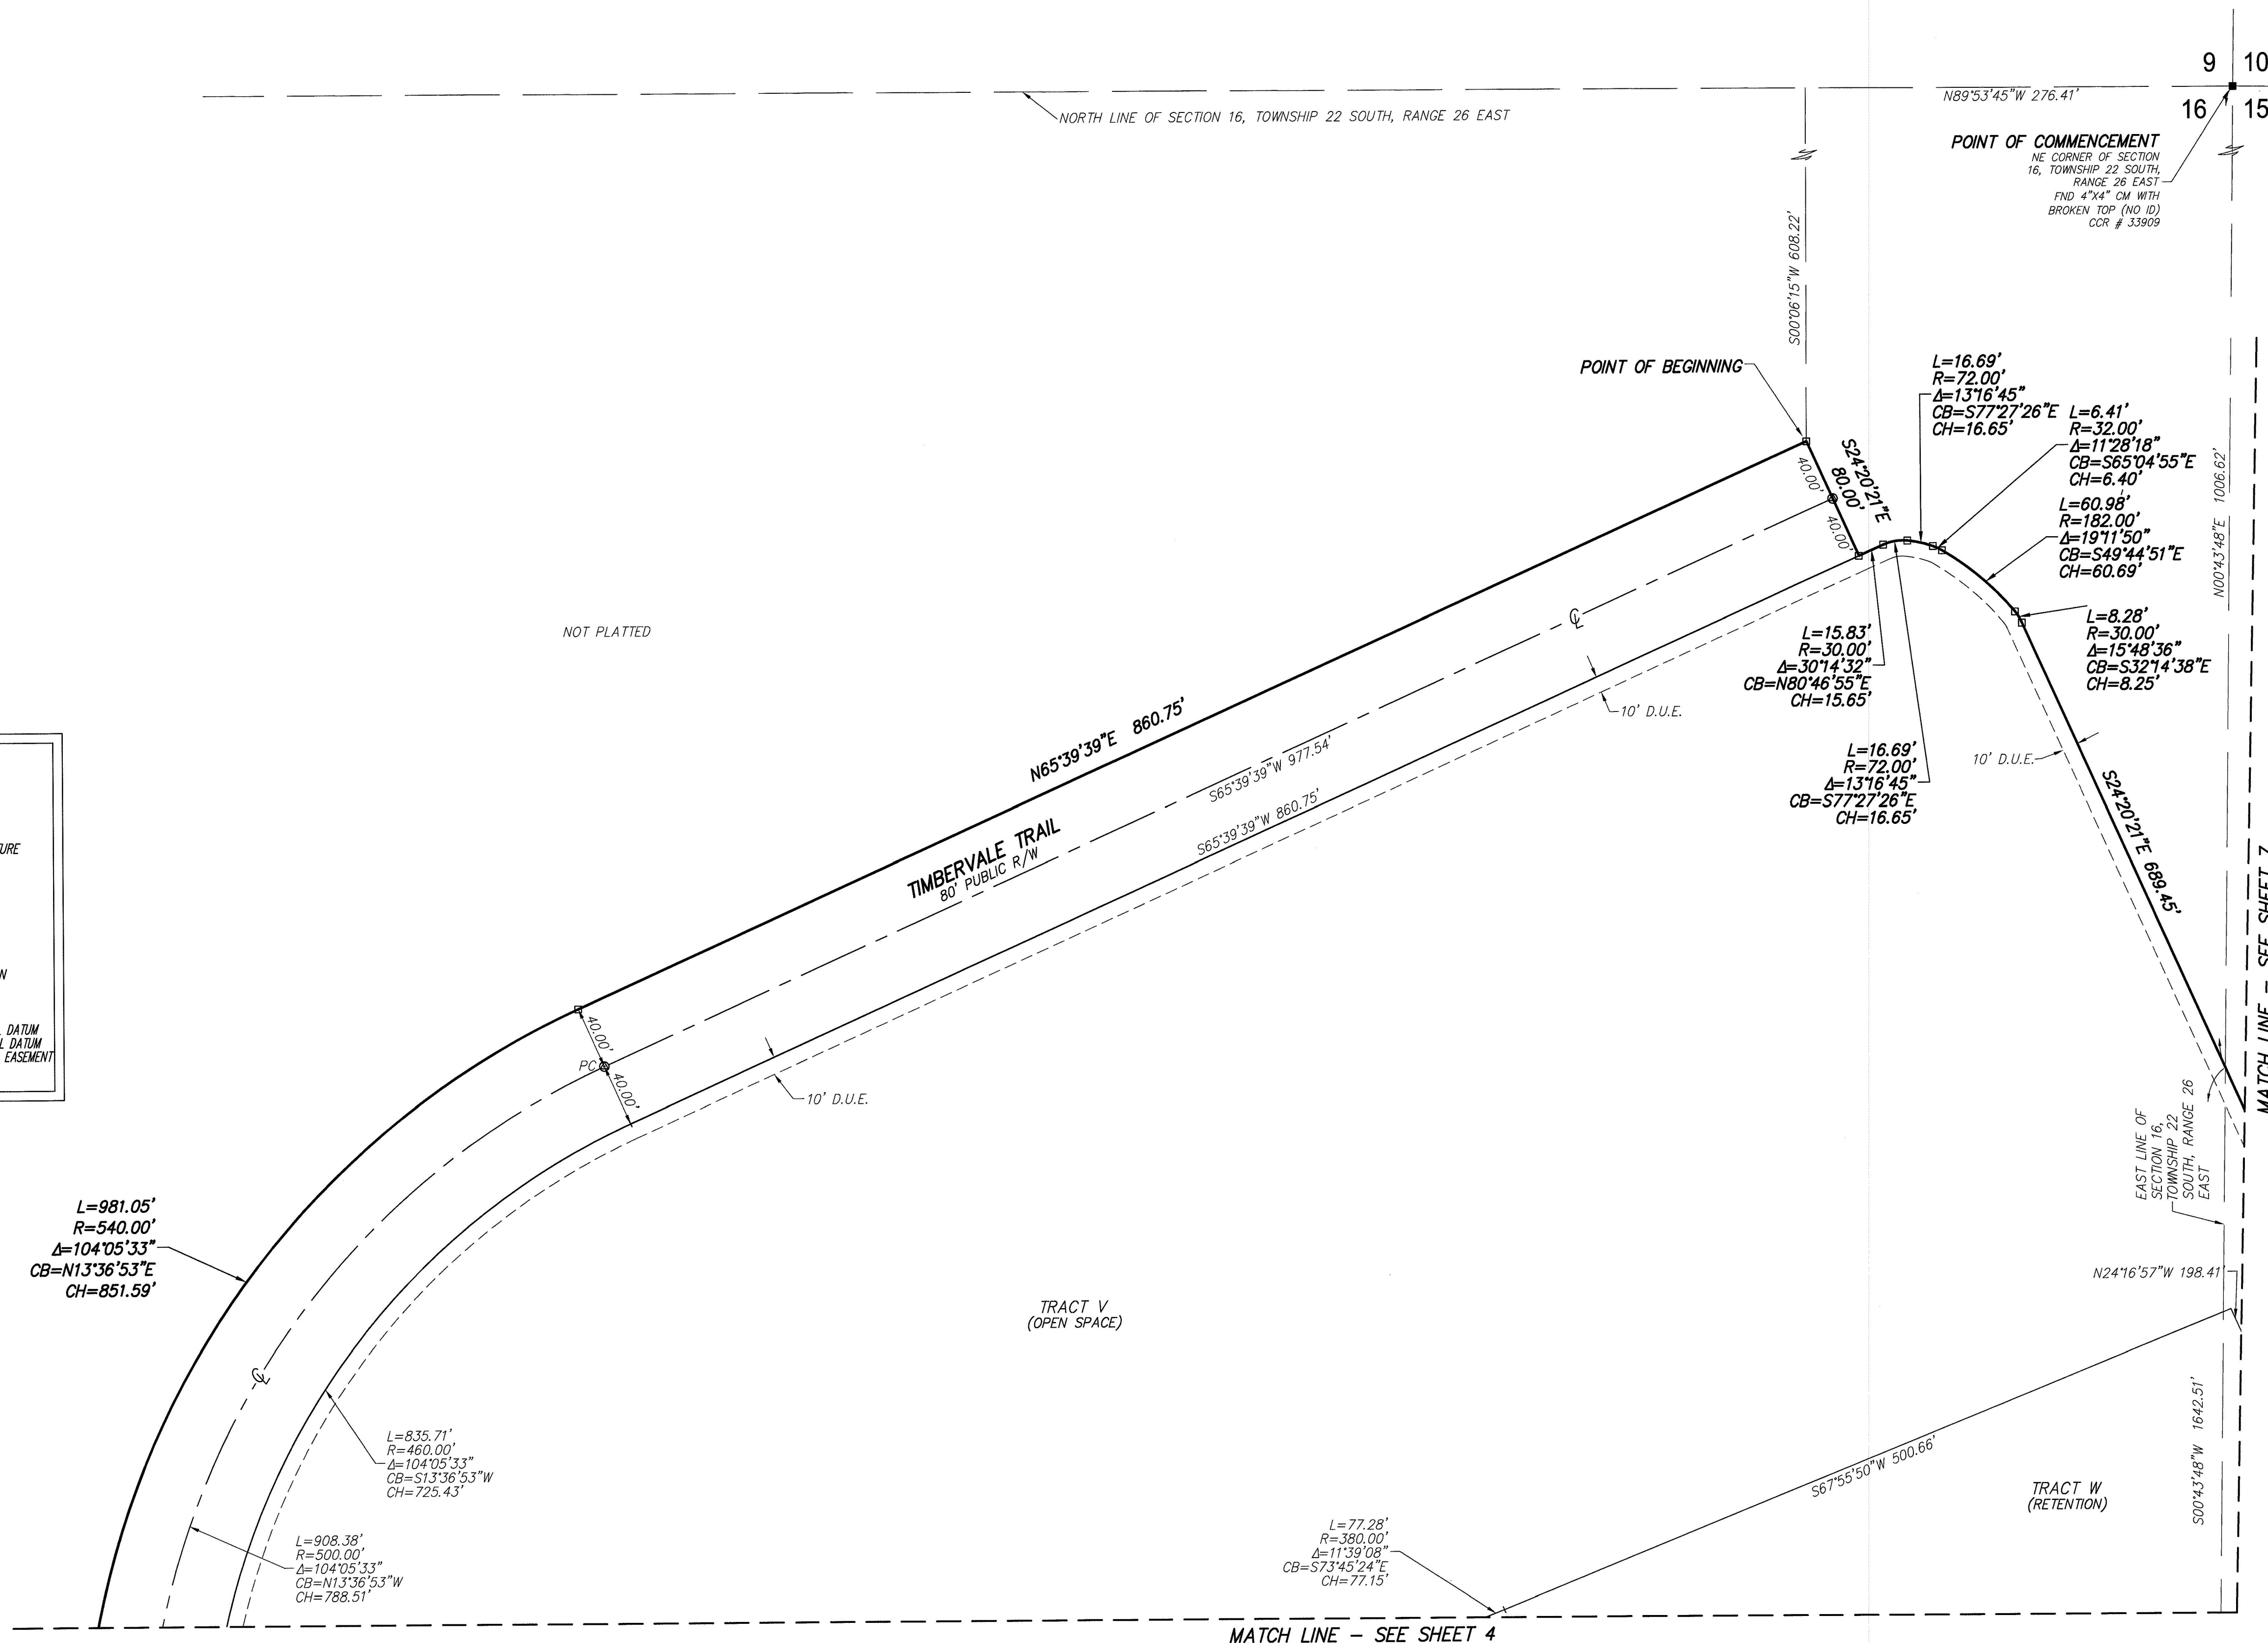 9
10
16
15
N89°53'45"W 276.41'
NORTH LINE OF SECTION 16, TOWNSHIP 22 SOUTH, RANGE 26 EAST
POINT OF COMMENCEMENT
NE CORNER OF SECTION
16, TOWNSHIP 22 SOUTH,
RANGE 26 EAST
FND 4"X4" CM WITH
BROKEN TOP (NO ID)
CCR # 33909
S00°06'15"W 608.22'
POINT OF BEGINNING
40.00'
40.00'
S24°20'21"E
80.00'
L=16.69'
R=72.00'
Δ=13°16'45"
CB=S77°27'26"E
CH=16.65'
L=6.41'
R=32.00'
Δ=11°28'18"
CB=S65°04'55"E
CH=6.40'
L=60.98'
R=182.00'
Δ=19°11'50"
CB=S49°44'51"E
CH=60.69'
N00°43'48"E 1006.62'
L=8.28'
R=30.00'
Δ=15°48'36"
CB=S32°14'38"E
CH=8.25'
L=15.83'
R=30.00'
Δ=30°14'32"
CB=N80°46'55"E
CH=15.65'
L=16.69'
R=72.00'
Δ=13°16'45"
CB=S77°27'26"E
CH=16.65'
NOT PLATTED
10' D.U.E.
10' D.U.E.
S24°20'21"E 689.45'
N65°39'39"E 860.75'
S65°39'39"W 977.54'
S65°39'39"W 860.75'
TIMBERVALE TRAIL
80' PUBLIC R/W
MATCH LINE – SEE SHEET
URE
DATUM
L DATUM
EASEMENT
40.00'
PC
40.00'
10' D.U.E.
EAST LINE OF
SECTION 16,
TOWNSHIP 22
SOUTH, RANGE 26
EAST
L=981.05'
R=540.00'
Δ=104°05'33"
CB=N13°36'53"E
CH=851.59'
N24°16'57"W 198.41'
TRACT V
(OPEN SPACE)
L=835.71'
R=460.00'
Δ=104°05'33"
CB=S13°36'53"W
CH=725.43'
S67°55'50"W 500.66'
S00°43'48"W 1642.51'
TRACT W
(RETENTION)
L=908.38'
R=500.00'
Δ=104°05'33"
CB=N13°36'53"W
CH=788.51'
L=77.28'
R=380.00'
Δ=11°39'08"
CB=S73°45'24"E
CH=77.15'
MATCH LINE – SEE SHEET 4